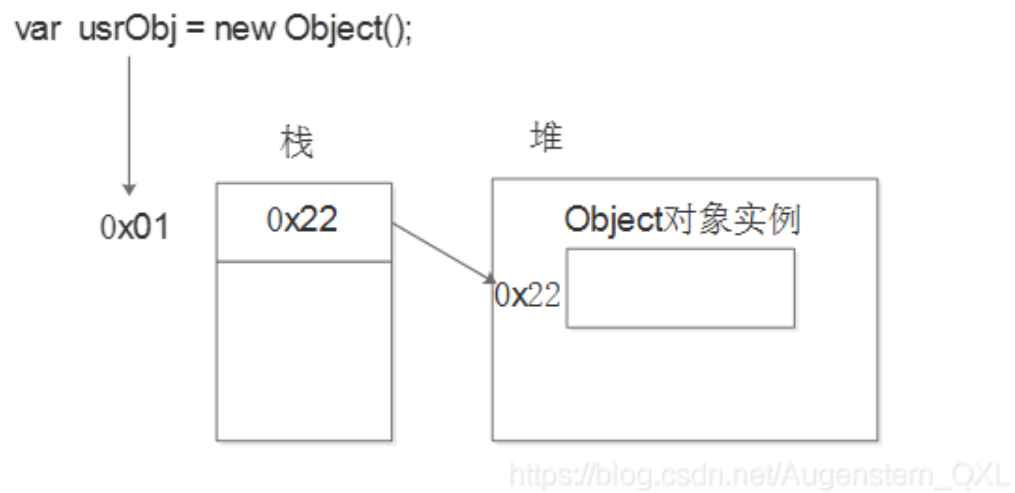 var usrObj = new Object();
栈
堆
0x01
0x22
Object对象实例
0x22
https://blog.csdn.net/Augenstern_QXL